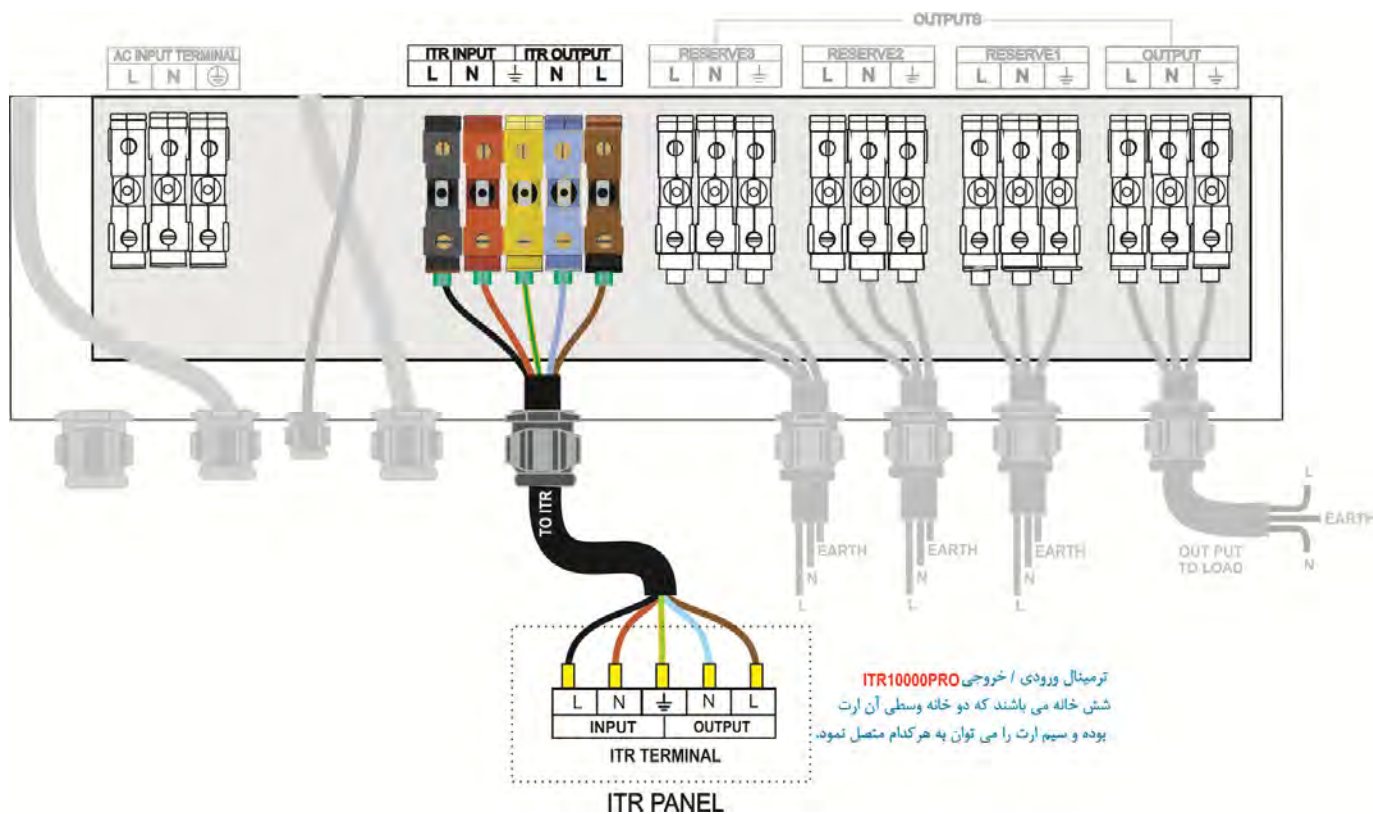 OUTPUTS
AC INPUT TERMINAL
L N
ITR INPUT ITR OUTPUT
L N N L
RESERVE3
L N
RESERVE2
L N
RESERVE1
L N
OUTPUT
L N
TO ITR
EARTH
N
L
EARTH
N
L
EARTH
N
L
L
EARTH
N
OUT PUT
TO LOAD
L N N L
INPUT OUTPUT
ITR TERMINAL
ITR PANEL
ترمینال ورودی / خروجی ITR10000PRO
شش خانه می باشند که دو خانه وسطی آن ارت
بوده و سیم ارت را می توان به هرکدام متصل نمود.